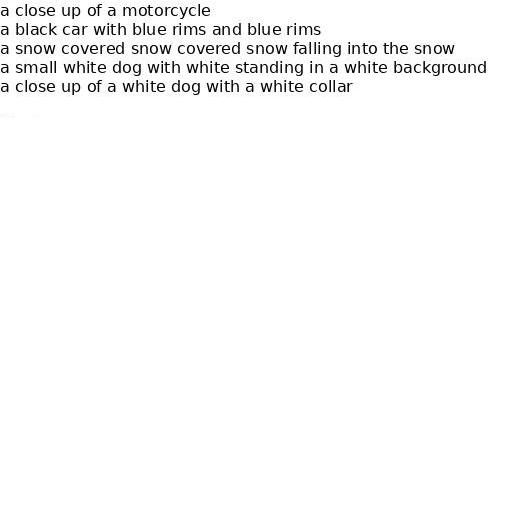 a close up of a motorcycle
a black car with blue rims and blue rims
a snow covered snow covered snow falling into the snow
a small white dog with white standing in a white background
a close up of a white dog with a white collar